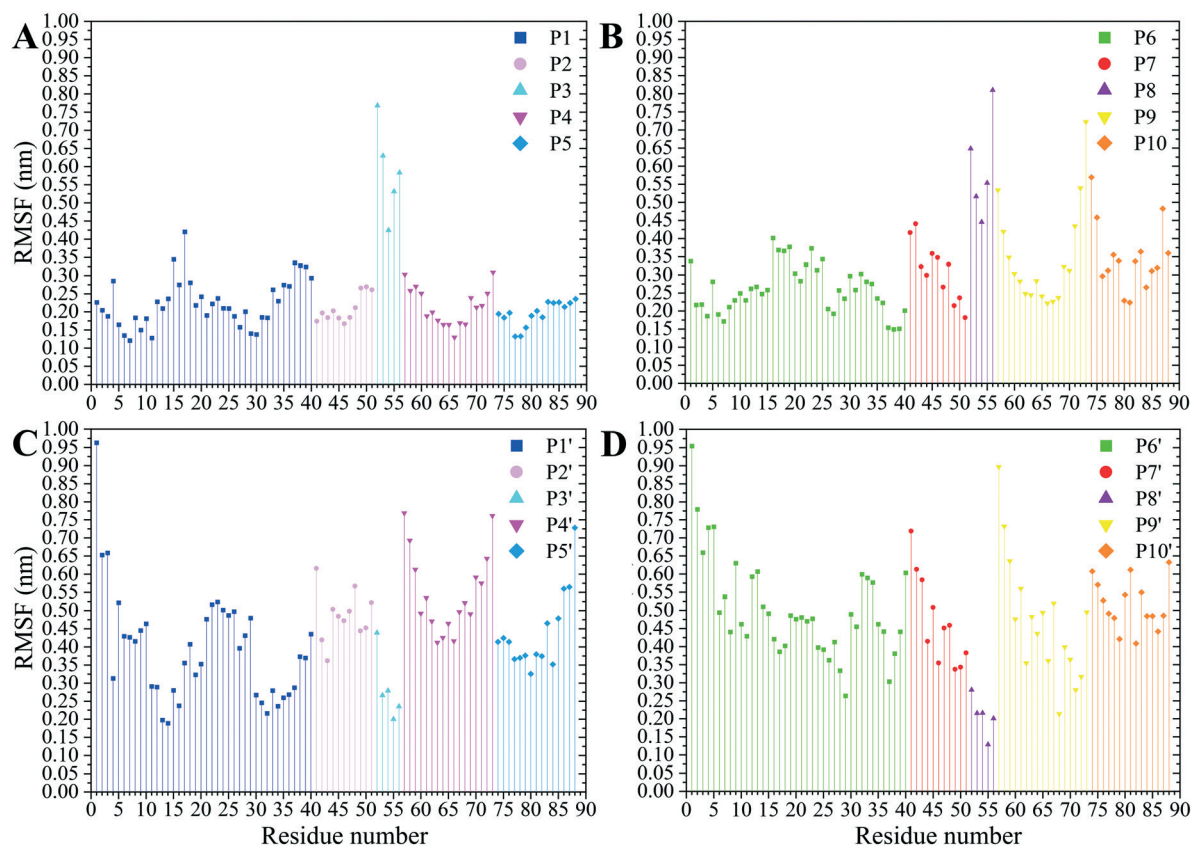 A
RMSF (nm)
1.00
0.95
0.90
0.85
0.80
0.75
0.70
0.65
0.60
0.55
0.50
0.45
0.40
0.35
0.30
0.25
0.20
0.15
0.10
0.05
0.00
P1
P2
P3
P4
P5
0 5 10 15 20 25 30 35 40 45 50 55 60 65 70 75 80 85 90
B
1.00
0.95
0.90
0.85
0.80
0.75
0.70
0.65
0.60
0.55
0.50
0.45
0.40
0.35
0.30
0.25
0.20
0.15
0.10
0.05
0.00
P6
P7
P8
P9
P10
0 5 10 15 20 25 30 35 40 45 50 55 60 65 70 75 80 85 90
C
RMSF (nm)
1.00
0.95
0.90
0.85
0.80
0.75
0.70
0.65
0.60
0.55
0.50
0.45
0.40
0.35
0.30
0.25
0.20
0.15
0.10
0.05
0.00
P1'
P2'
P3'
P4'
P5'
0 5 10 15 20 25 30 35 40 45 50 55 60 65 70 75 80 85 90
Residue number
D
1.00
0.95
0.90
0.85
0.80
0.75
0.70
0.65
0.60
0.55
0.50
0.45
0.40
0.35
0.30
0.25
0.20
0.15
0.10
0.05
0.00
P6'
P7'
P8'
P9'
P10'
0 5 10 15 20 25 30 35 40 45 50 55 60 65 70 75 80 85 90
Residue number